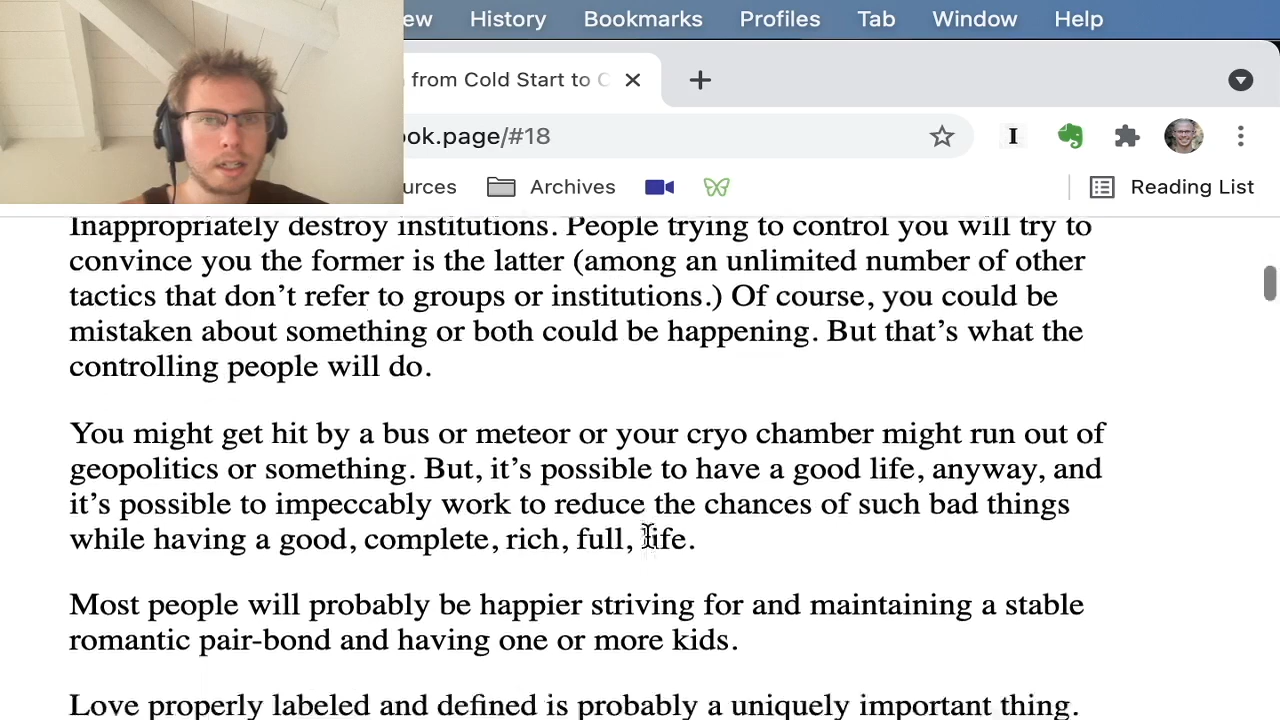 ew History Bookmarks Profiles Tab Window Help
from Cold Start to C
ook.page/#18
urces Archives Reading List
Inappropriately destroy institutions. People trying to control you will try to
convince you the former is the latter (among an unlimited number of other
tactics that don’t refer to groups or institutions.) Of course, you could be
mistaken about something or both could be happening. But that’s what the
controlling people will do.
You might get hit by a bus or meteor or your cryo chamber might run out of
geopolitics or something. But, it’s possible to have a good life, anyway, and
it’s possible to impeccably work to reduce the chances of such bad things
while having a good, complete, rich, full, life.
Most people will probably be happier striving for and maintaining a stable
romantic pair-bond and having one or more kids.
Love properly labeled and defined is probably a uniquely important thing.